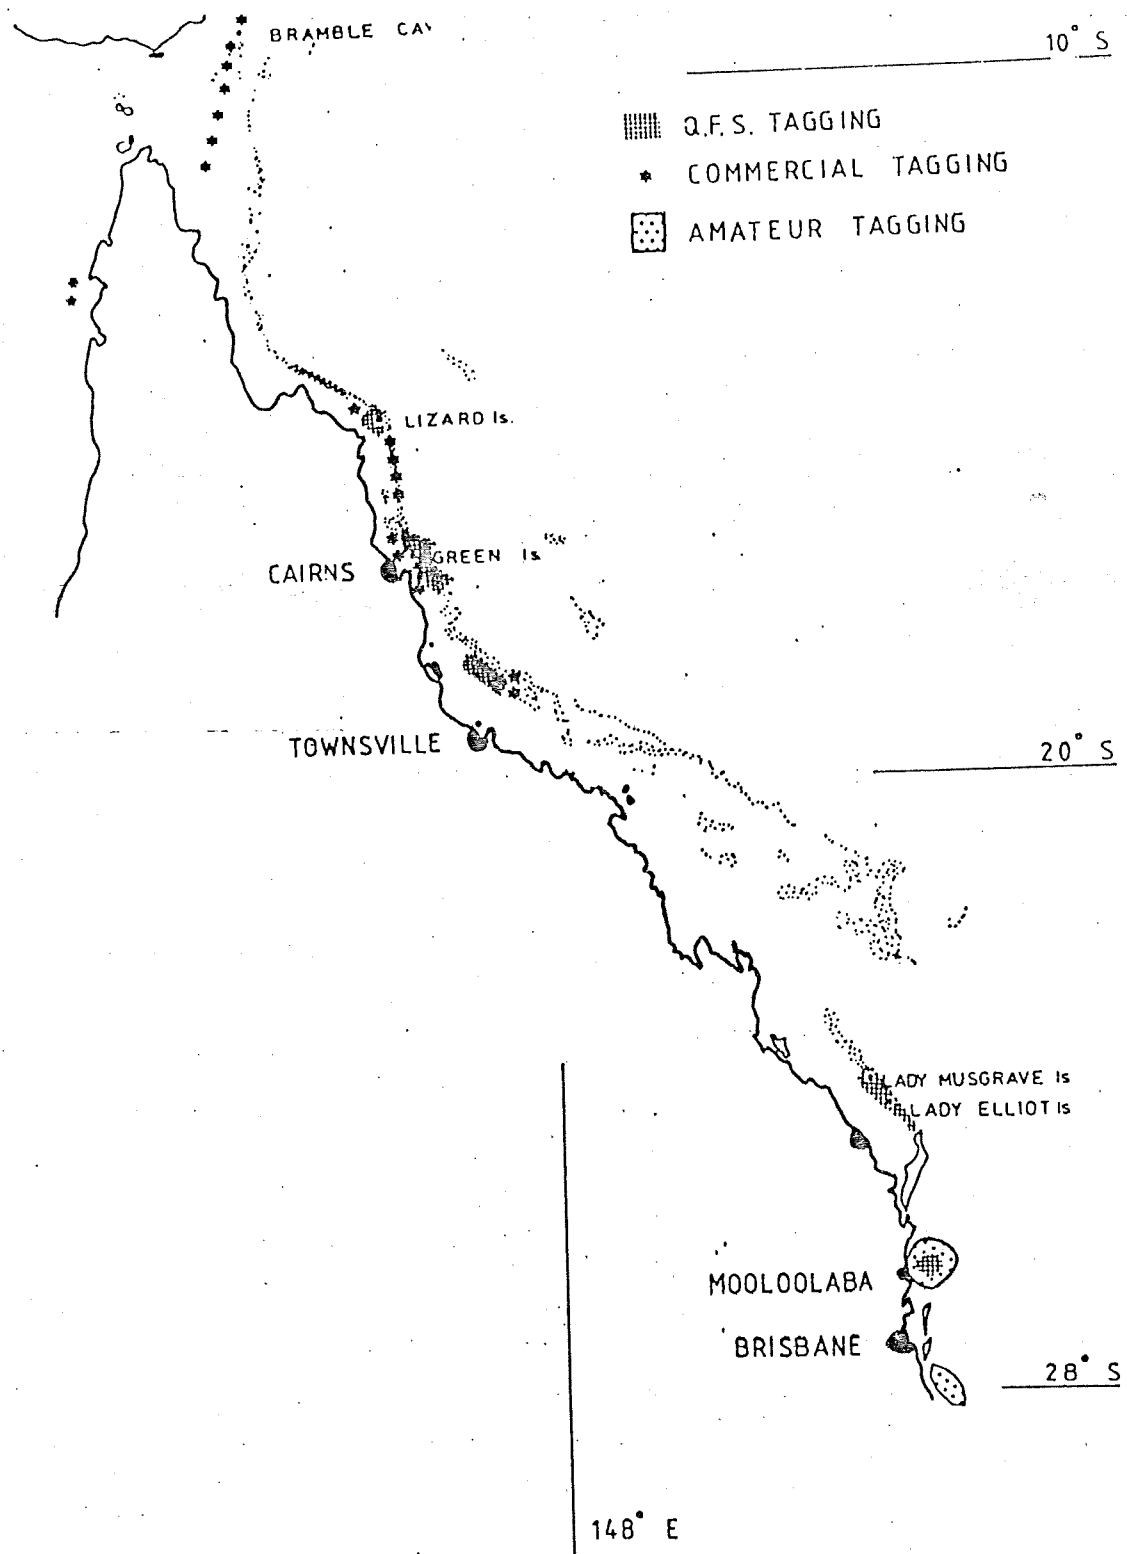 BRAMBLE CAY
10° S
Q.F.S. TAGGING
COMMERCIAL TAGGING
AMATEUR TAGGING
LIZARD Is.
GREEN Is
CAIRNS
TOWNSVILLE
20° S
LADY MUSGRAVE Is
LADY ELLIOT Is
MOOLOOLABA
BRISBANE
28° S
148° E